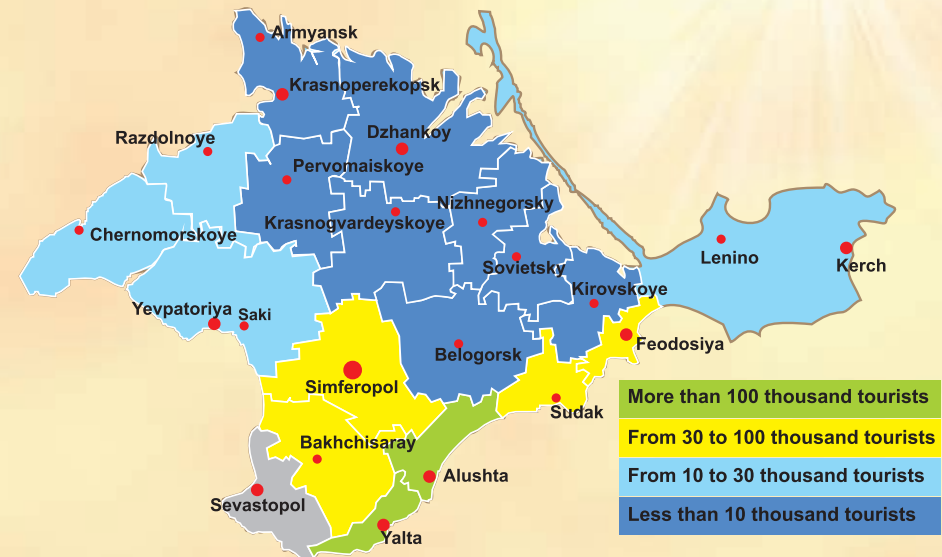 Armyansk
Krasnoperekopsk
Dzhankoy
Razdolnoye
Pervomaiskoye
Nizhnegorsky
Krasnogvardeyskoye
Chernomorskoye
Lenino
Kerch
Sovietsky
Kirovskoye
Yevpatoriya
Saki
Feodosiya
Belogorsk
Simferopol
More than 100 thousand tourists
Sudak
From 30 to 100 thousand tourists
Bakhchisaray
Alushta
From 10 to 30 thousand tourists
Sevastopol
Less than 10 thousand tourists
Yalta